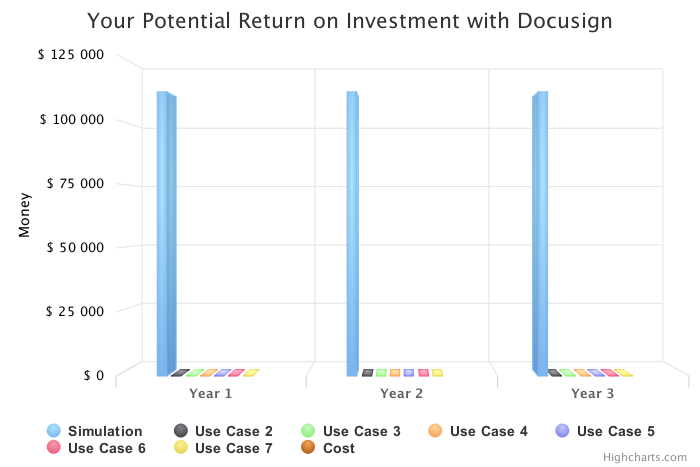 Your Potential Return on Investment with Docusign
$ 125 000
$ 100 000
$ 75 000
$ 50 000
$ 25 000
$ 0
Money
Year 1
Year 2
Year 3
Simulation
Use Case 2
Use Case 3
Use Case 4
Use Case 5
Use Case 6
Use Case 7
Cost
Highcharts.com